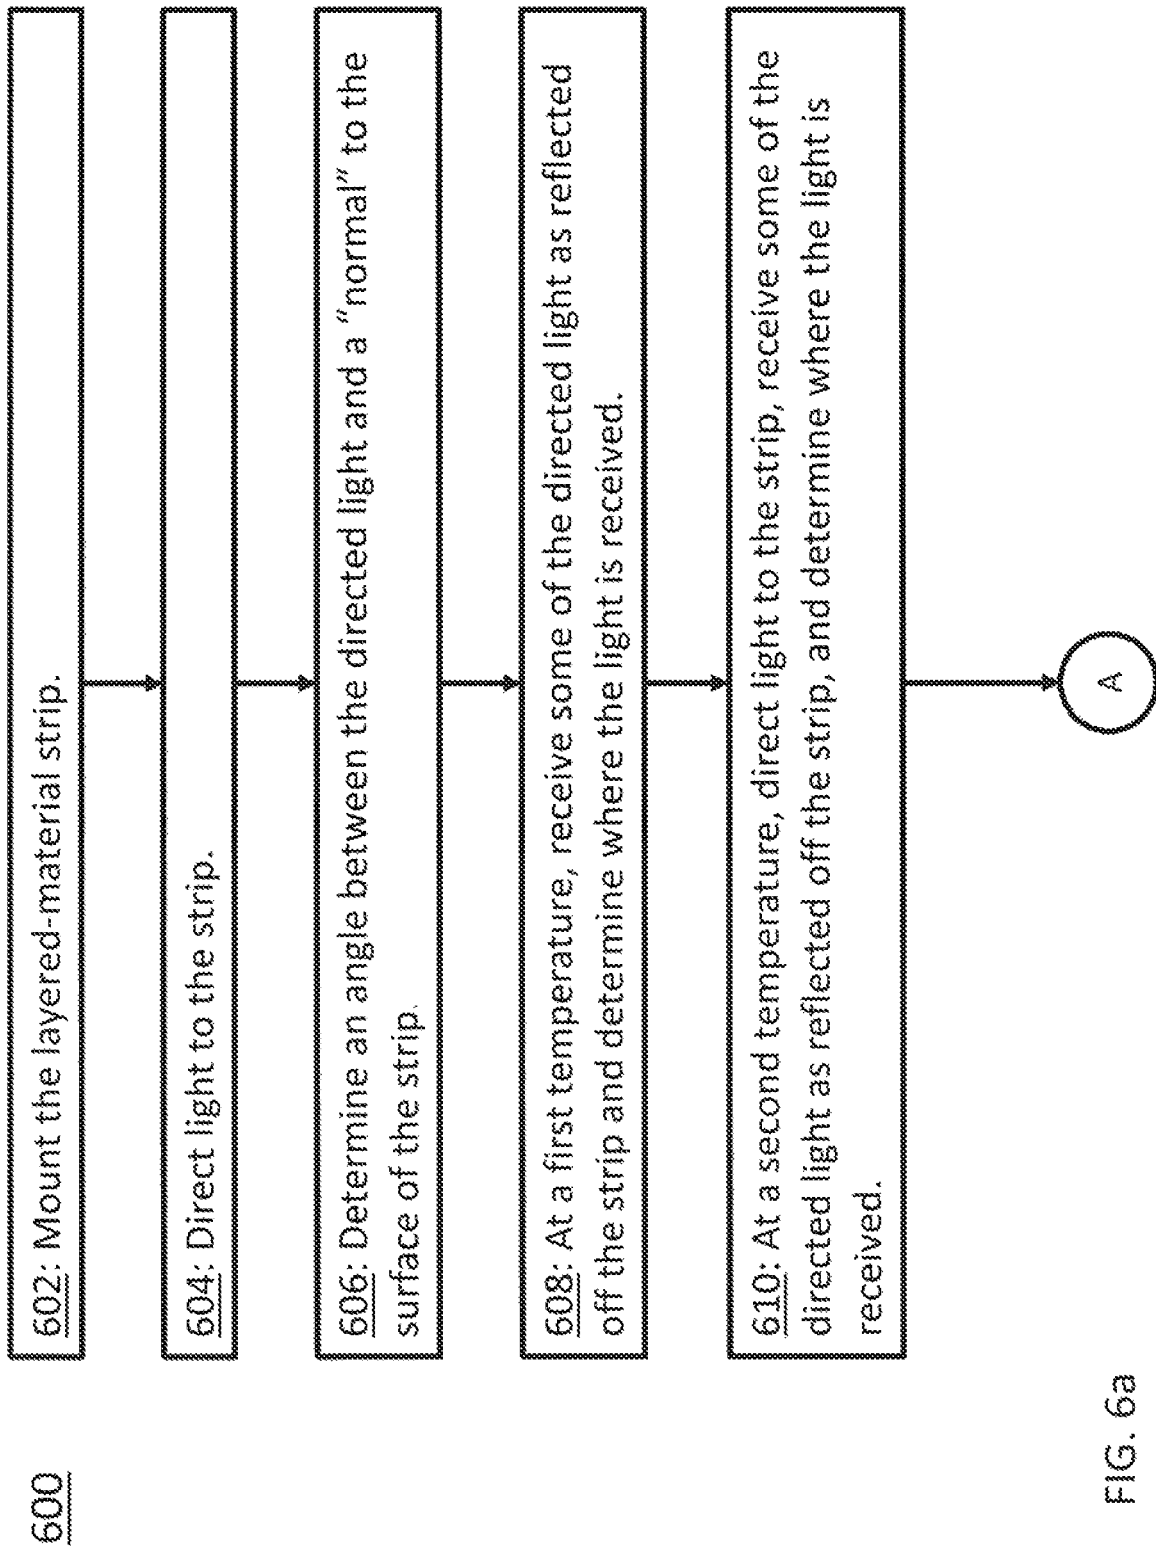 600
602: Mount the layered-material strip.
604: Direct light to the strip.
606: Determine an angle between the directed light and a “normal” to the
surface of the strip.
608: At a first temperature, receive some of the directed light as reflected
off the strip and determine where the light is received.
610: At a second temperature, direct light to the strip, receive some of the
directed light as reflected off the strip, and determine where the light is
received.
A
FIG. 6a